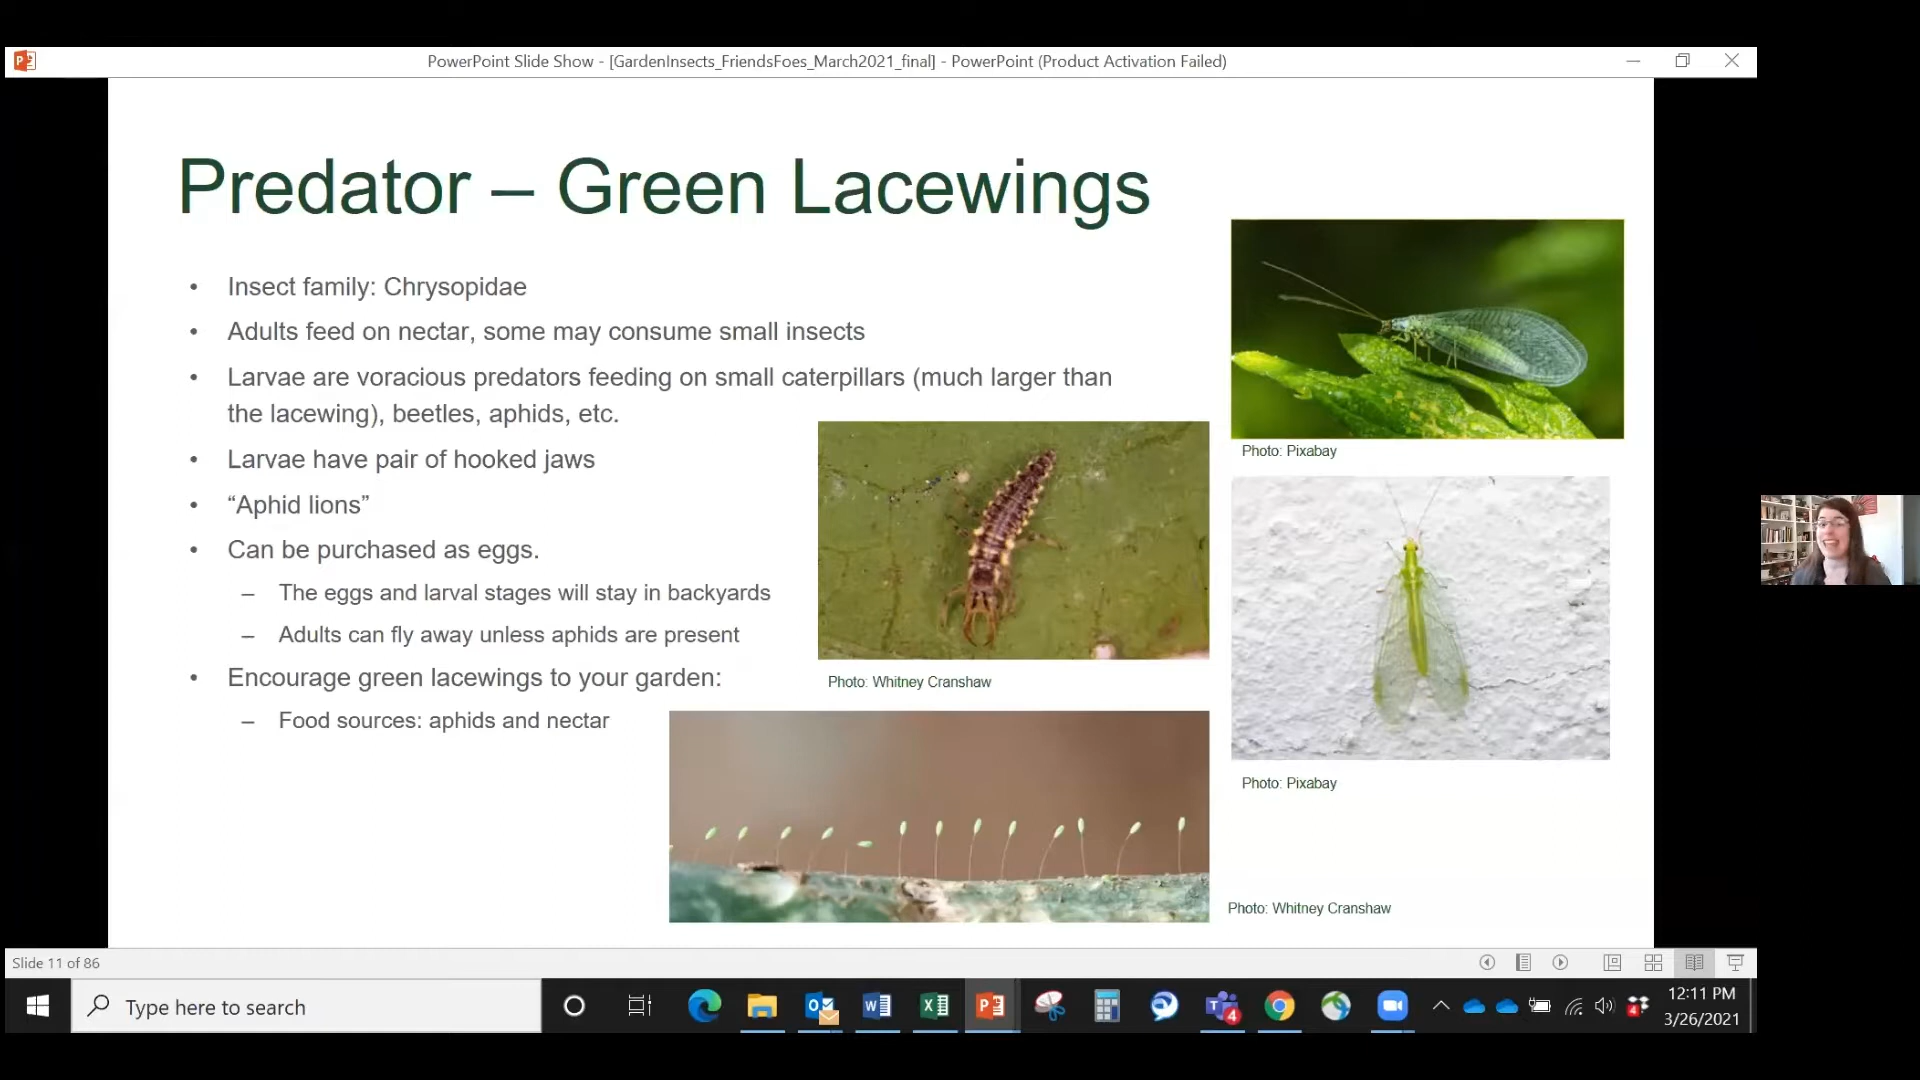 PowerPoint Slide Show - [GardenInsects_FriendsFoes_March2021_final] - PowerPoint (Product Activation Failed)
Predator – Green Lacewings
• Insect family: Chrysopidae
• Adults feed on nectar, some may consume small insects
• Larvae are voracious predators feeding on small caterpillars (much larger than
the lacewing), beetles, aphids, etc.
• Larvae have pair of hooked jaws
• “Aphid lions”
• Can be purchased as eggs.
– The eggs and larval stages will stay in backyards
– Adults can fly away unless aphids are present
• Encourage green lacewings to your garden:
– Food sources: aphids and nectar
Photo: Pixabay
Photo: Whitney Cranshaw
Photo: Pixabay
Photo: Whitney Cranshaw
Slide 11 of 86
Type here to search
4
4
12:11 PM
3/26/2021